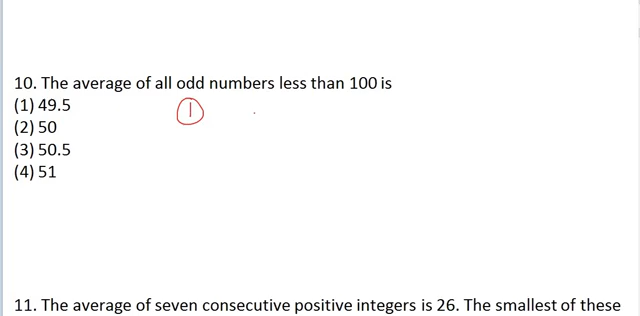 10. The average of all odd numbers less than 100 is
(1) 49.5
1
(2) 50
(3) 50.5
(4) 51
11. The average of seven consecutive positive integers is 26. The smallest of these